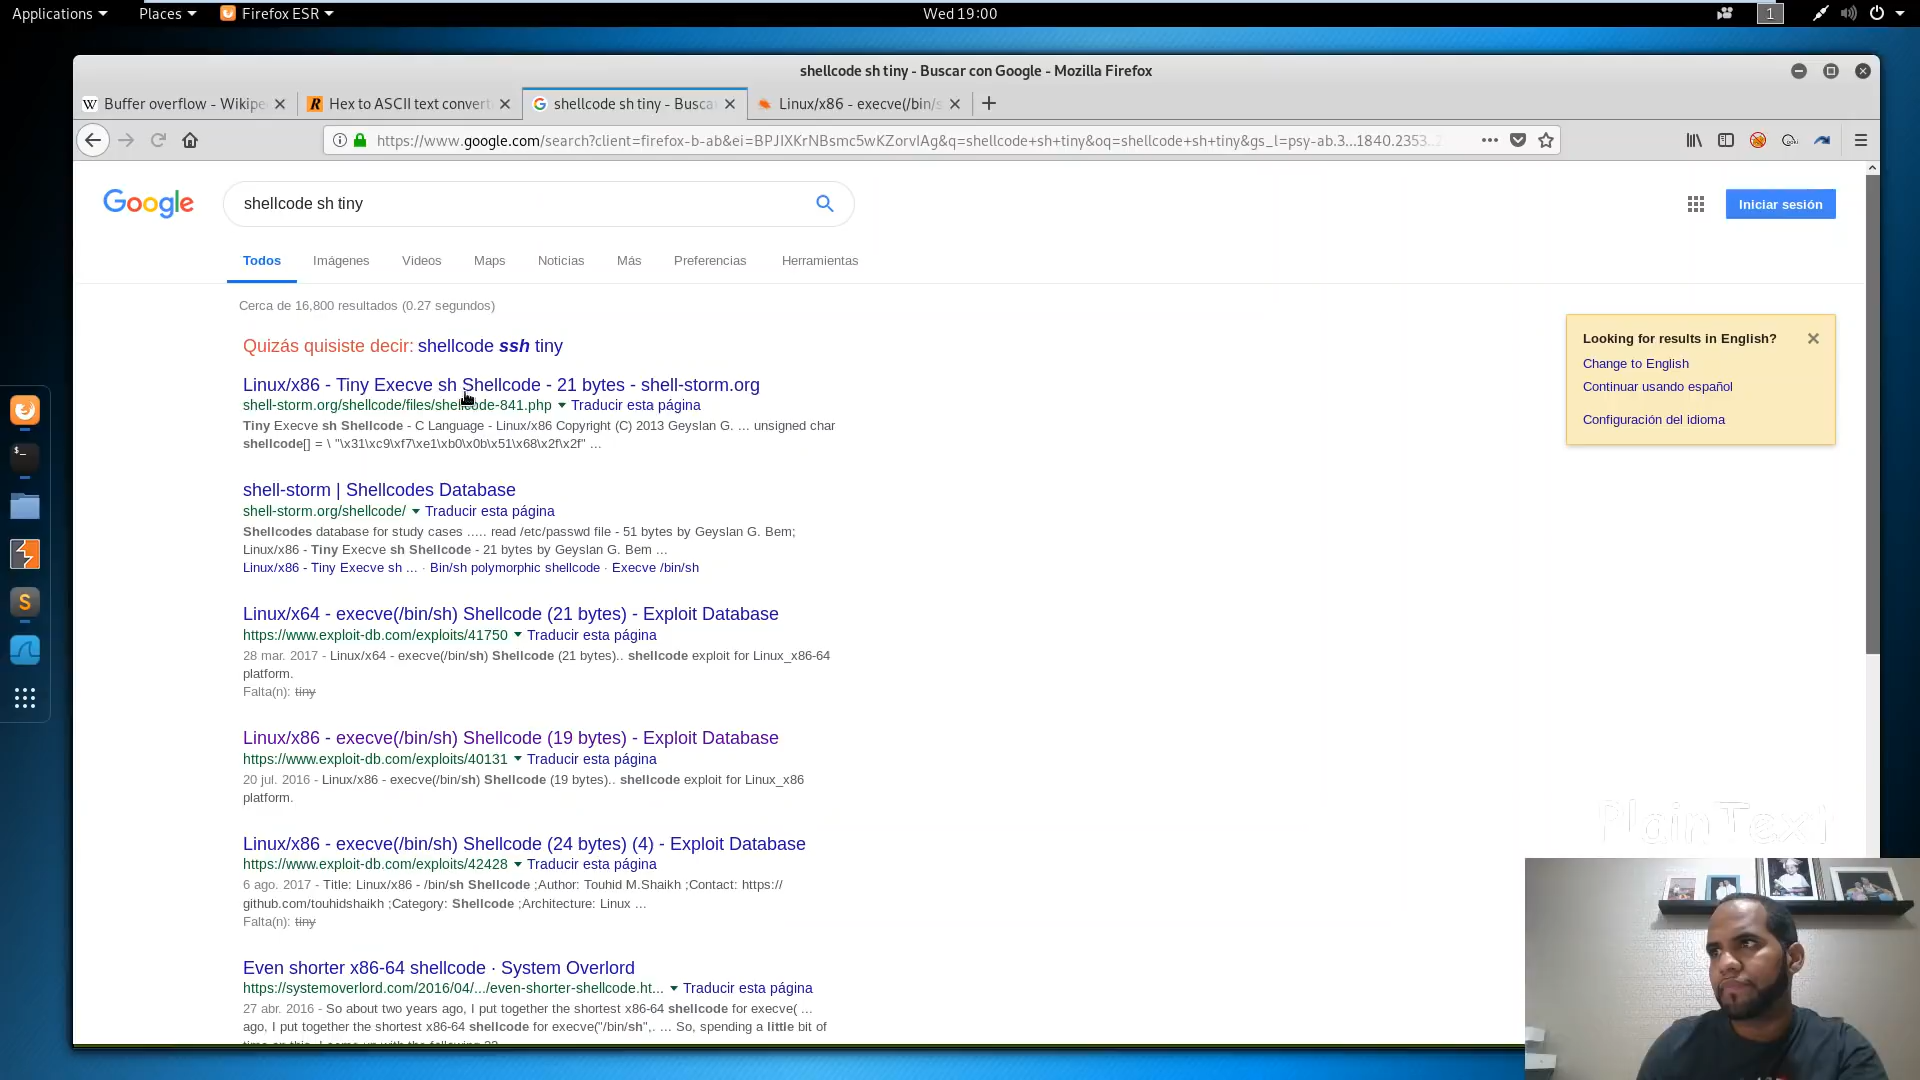 Applications Places Firefox ESR Wed 19:00 1
shellcode sh tiny - Buscar con Google - Mozilla Firefox
Buffer overflow - Wikipe Hex to ASCII text convert shellcode sh tiny - Busca Linux/x86 - execve(/bin/s
https://www.google.com/search?client=firefox-b-ab&ei=BPJIXKrNBsmc5wKZorvIAg&q=shellcode+sh+tiny&oq=shellcode+sh+tiny&gs_l=psy-ab.3...1840.2353..2
Google shellcode sh tiny Iniciar sesión
Todos Imágenes Videos Maps Noticias Más Preferencias Herramientas
Cerca de 16,800 resultados (0.27 segundos)
Quizás quisiste decir: shellcode ssh tiny
Linux/x86 - Tiny Execve sh Shellcode - 21 bytes - shell-storm.org
shell-storm.org/shellcode/files/shellcode-841.php Traducir esta página
Tiny Execve sh Shellcode - C Language - Linux/x86 Copyright (C) 2013 Geyslan G. ... unsigned char
shellcode[] = \ "\x31\xc9\xf7\xe1\xb0\x0b\x51\x68\x2f\x2f" ...
shell-storm | Shellcodes Database
shell-storm.org/shellcode/ Traducir esta página
Shellcodes database for study cases ..... read /etc/passwd file - 51 bytes by Geyslan G. Bem;
Linux/x86 - Tiny Execve sh Shellcode - 21 bytes by Geyslan G. Bem ...
Linux/x86 - Tiny Execve sh ... · Bin/sh polymorphic shellcode · Execve /bin/sh
Linux/x64 - execve(/bin/sh) Shellcode (21 bytes) - Exploit Database
https://www.exploit-db.com/exploits/41750 Traducir esta página
28 mar. 2017 - Linux/x64 - execve(/bin/sh) Shellcode (21 bytes).. shellcode exploit for Linux_x86-64
platform.
Falta(n): tiny
Linux/x86 - execve(/bin/sh) Shellcode (19 bytes) - Exploit Database
https://www.exploit-db.com/exploits/40131 Traducir esta página
20 jul. 2016 - Linux/x86 - execve(/bin/sh) Shellcode (19 bytes).. shellcode exploit for Linux_x86
platform.
Linux/x86 - execve(/bin/sh) Shellcode (24 bytes) (4) - Exploit Database
https://www.exploit-db.com/exploits/42428 Traducir esta página
6 ago. 2017 - Title: Linux/x86 - /bin/sh Shellcode ;Author: Touhid M.Shaikh ;Contact: https://
github.com/touhidshaikh ;Category: Shellcode ;Architecture: Linux ...
Falta(n): tiny
Even shorter x86-64 shellcode · System Overlord
https://systemoverlord.com/2016/04/.../even-shorter-shellcode.ht... Traducir esta página
27 abr. 2016 - So about two years ago, I put together the shortest x86-64 shellcode for execve( ...
ago, I put together the shortest x86-64 shellcode for execve("/bin/sh",. ... So, spending a little bit of
Looking for results in English?
Change to English
Continuar usando español
Configuración del idioma
PlainText